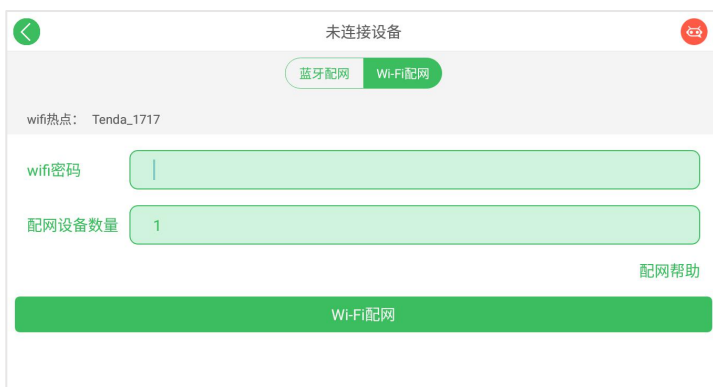 未连接设备
蓝牙配网 Wi-Fi配网
wifi热点： Tenda_1717
wifi密码
配网设备数量 1
配网帮助
Wi-Fi配网